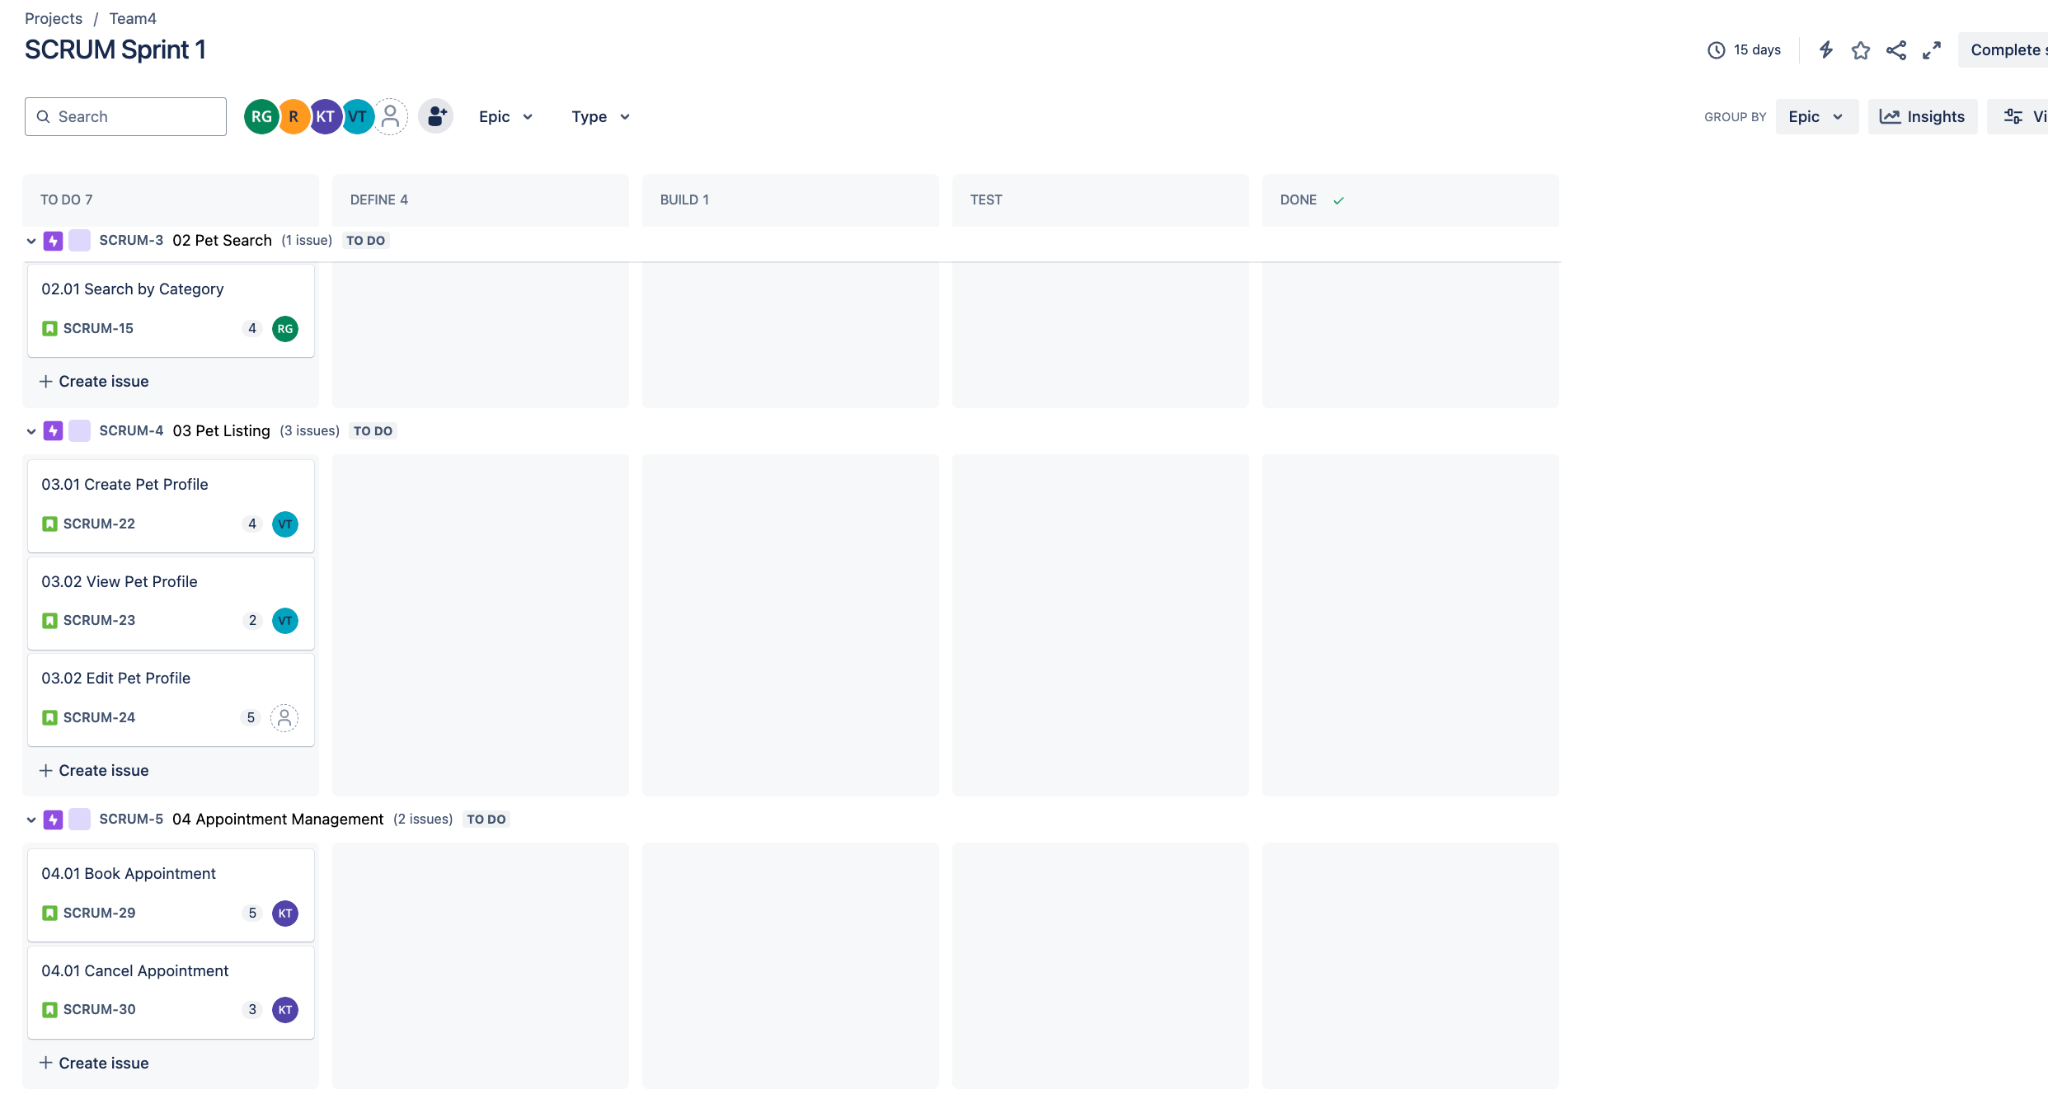 Projects / Team4
SCRUM Sprint 1
15 days
Complete s
Search
RG R KT VT
Epic
Type
GROUP BY
Epic
Insights
Vi
TO DO 7
DEFINE 4
BUILD 1
TEST
DONE
SCRUM-3 02 Pet Search (1 issue) TO DO
02.01 Search by Category
SCRUM-15 4 RG
+ Create issue
SCRUM-4 03 Pet Listing (3 issues) TO DO
03.01 Create Pet Profile
SCRUM-22 4 VT
03.02 View Pet Profile
SCRUM-23 2 VT
03.02 Edit Pet Profile
SCRUM-24 5
+ Create issue
SCRUM-5 04 Appointment Management (2 issues) TO DO
04.01 Book Appointment
SCRUM-29 5 KT
04.01 Cancel Appointment
SCRUM-30 3 KT
+ Create issue